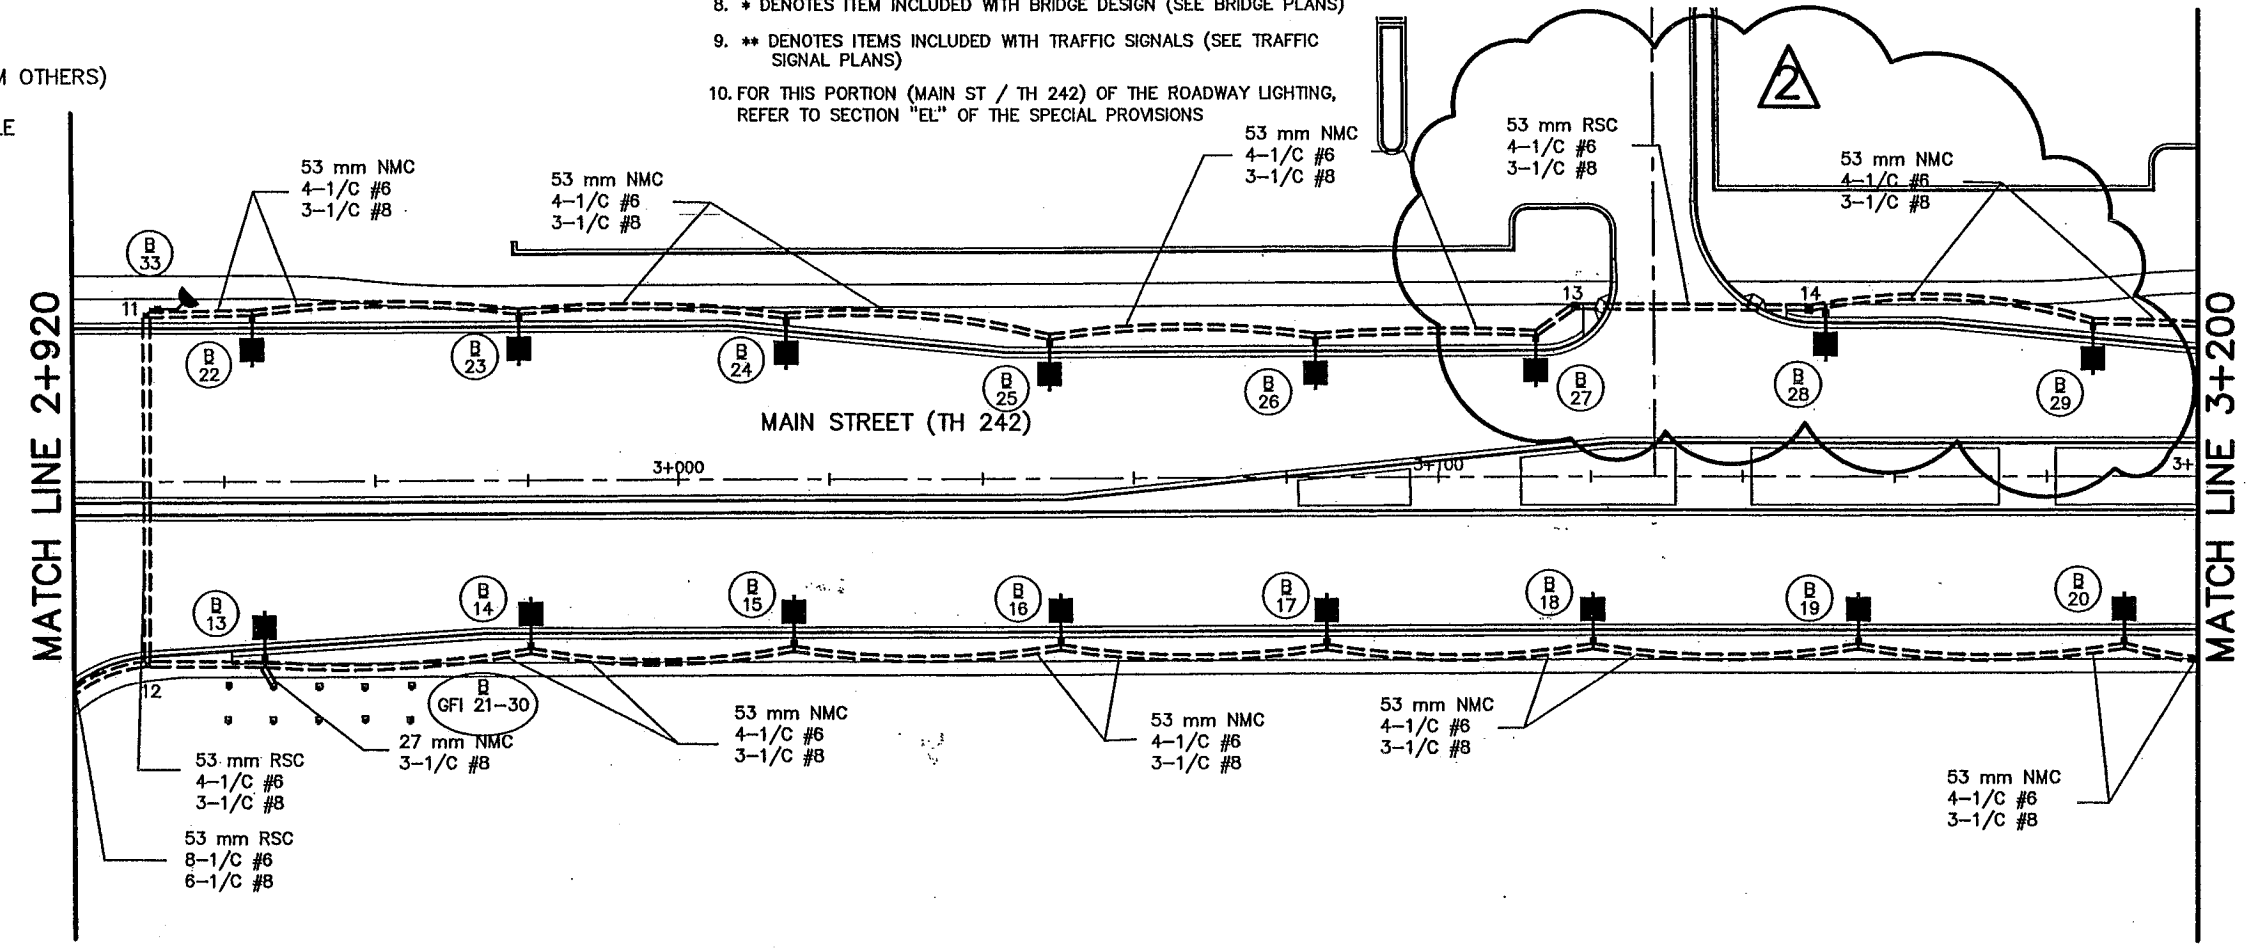 8. * DENOTES ITEM INCLUDED WITH BRIDGE DESIGN (SEE BRIDGE PLANS)
9. ** DENOTES ITEMS INCLUDED WITH TRAFFIC SIGNALS (SEE TRAFFIC
SIGNAL PLANS)
10. FOR THIS PORTION (MAIN ST / TH 242) OF THE ROADWAY LIGHTING,
REFER TO SECTION "EL" OF THE SPECIAL PROVISIONS
OTHERS)
2
53 mm NMC
4-1/C #6
3-1/C #8
53 mm NMC
4-1/C #6
3-1/C #8
53 mm NMC
4-1/C #6
3-1/C #8
53 mm RSC
4-1/C #6
3-1/C #8
53 mm NMC
4-1/C #6
3-1/C #8
B
33
11
13
14
B
22
B
23
B
24
B
25
B
26
B
27
B
28
B
29
MATCH LINE 2+920
MATCH LINE 3+200
MAIN STREET (TH 242)
3+000
3+100
3+
B
13
B
14
B
15
B
16
B
17
B
18
B
19
B
20
12
B
GFI 21-30
27 mm NMC
3-1/C #8
53 mm RSC
4-1/C #6
3-1/C #8
53 mm RSC
8-1/C #6
6-1/C #8
53 mm NMC
4-1/C #6
3-1/C #8
53 mm NMC
4-1/C #6
3-1/C #8
53 mm NMC
4-1/C #6
3-1/C #8
53 mm NMC
4-1/C #6
3-1/C #8